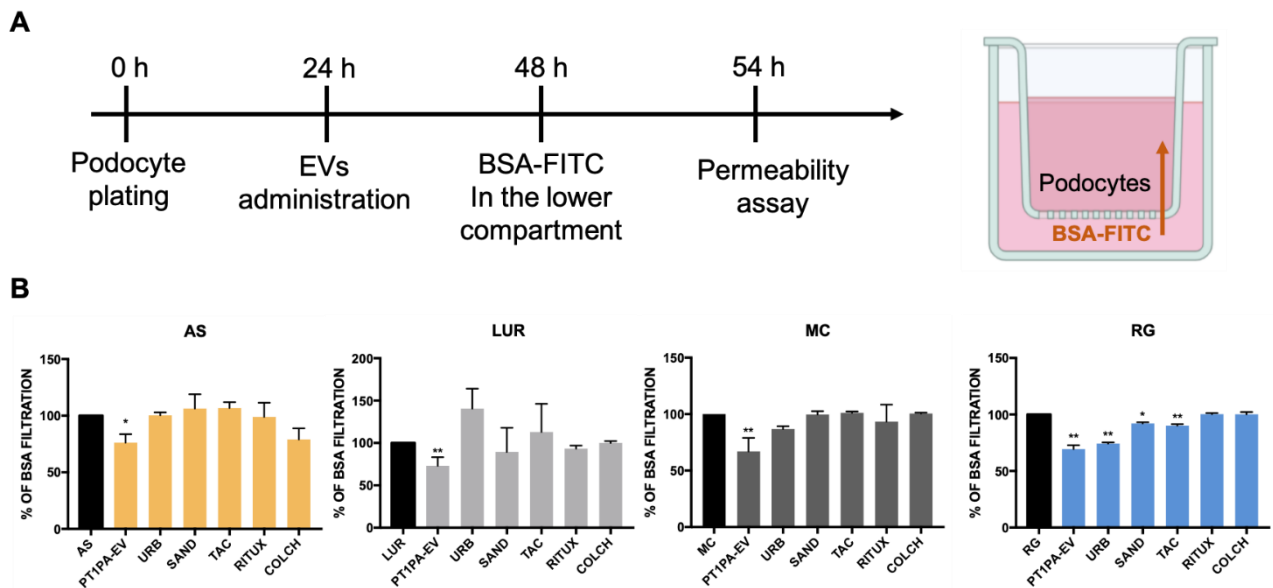 A
0 h
24 h
48 h
54 h
Podocyte
plating
EVs
administration
BSA-FITC
In the lower
compartment
Permeability
assay
Podocytes
BSA-FITC
B
AS
% OF BSA FILTRATION
150
100
50
0
*
AS
PT1PA-EV
URB
SAND
TAC
RITUX
COLCH
LUR
% OF BSA FILTRATION
200
150
100
50
0
**
LUR
PT1PA-EV
URB
SAND
TAC
RITUX
COLCH
MC
% OF BSA FILTRATION
150
100
50
0
**
MC
PT1PA-EV
URB
SAND
TAC
RITUX
COLCH
RG
% OF BSA FILTRATION
150
100
50
0
**
**
*
**
RG
PT1PA-EV
URB
SAND
TAC
RITUX
COLCH